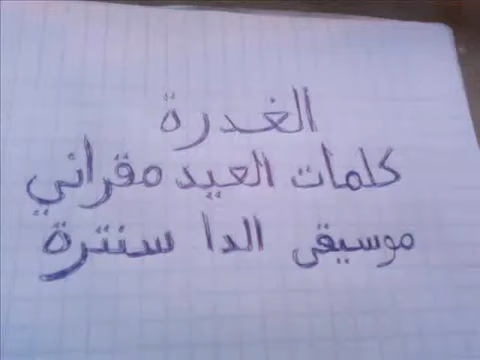 الغدرة
كلمات العيد مقراني
موسيقى الدا سنترة